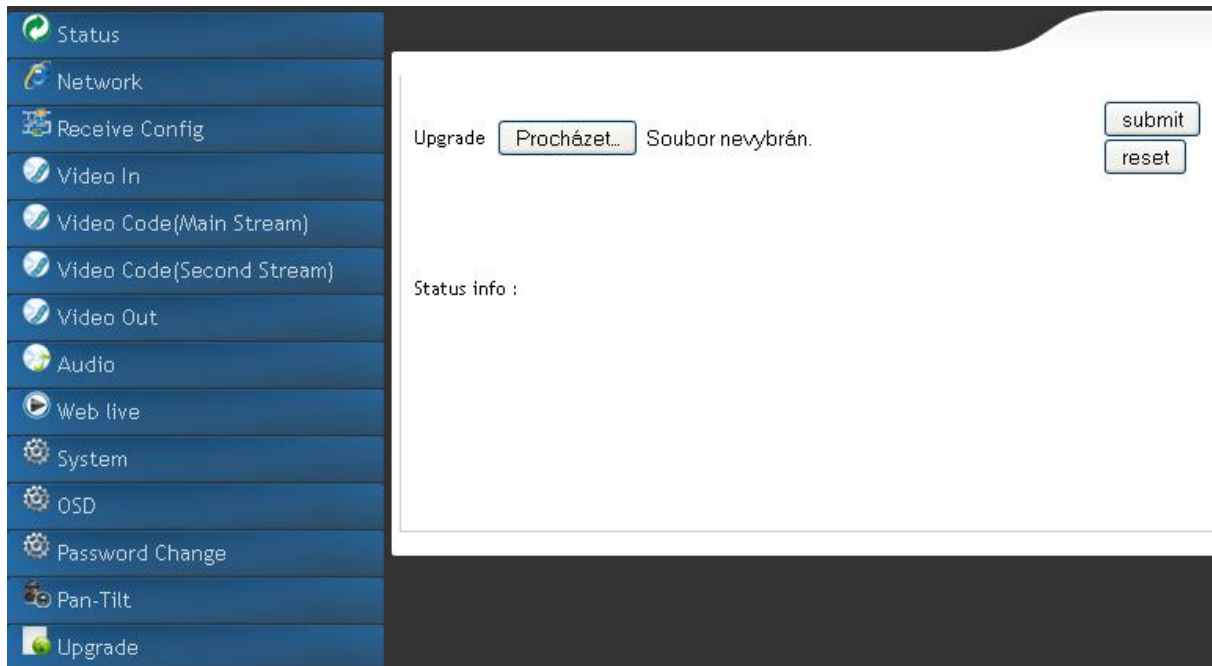 Status
Network
Receive Config
Video In
Video Code(Main Stream)
Video Code(Second Stream)
Video Out
Audio
Web live
System
OSD
Password Change
Pan-Tilt
Upgrade
Upgrade Procházet... Soubor nevybrán.
submit
reset
Status info :